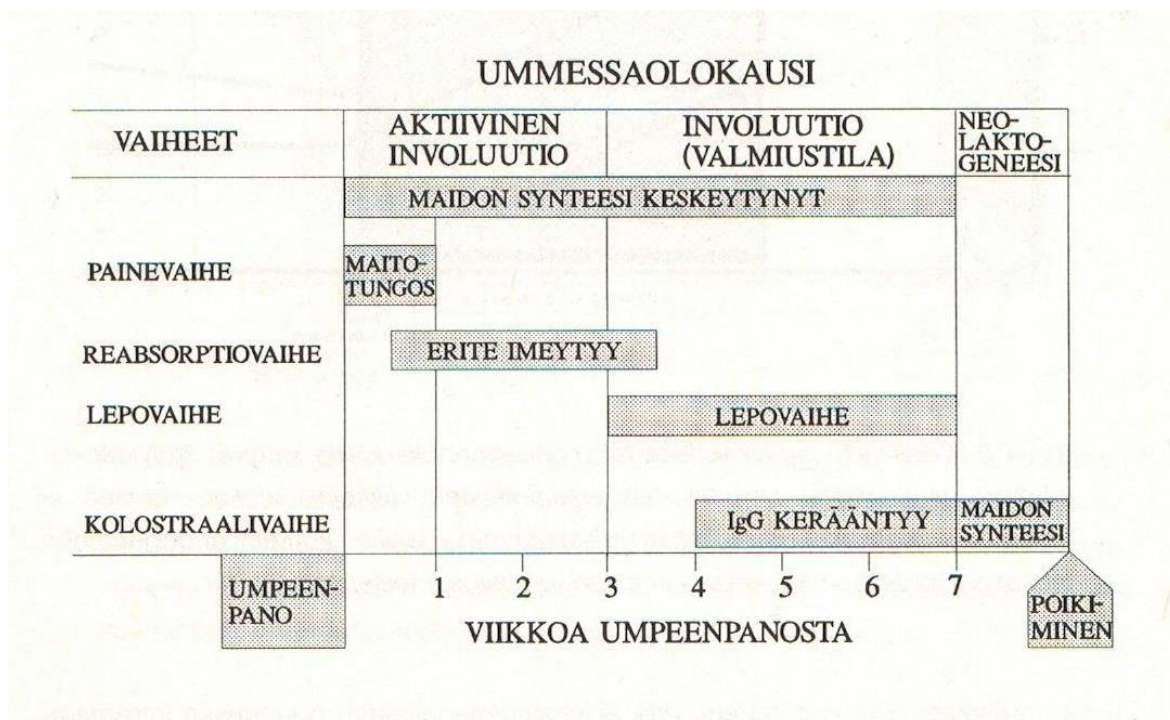 UMMESSAOLOKAUSI
VAIHEET
AKTIIVINEN
INVOLUUTIO
INVOLUUTIO
(VALMIUSTILA)
NEO-
LAKTO-
GENEESI
MAIDON SYNTEESI KESKEYTYNYT
PAINEVAIHE
MAITO-
TUNGOS
REABSORPTIOVAIHE
ERITE IMEYTYY
LEPOVAIHE
LEPOVAIHE
KOLOSTRAALIVAIHE
IgG KERÄÄNTYY
MAIDON
SYNTEESI
UMPEEN-
PANO
1 2 3 4 5 6 7
VIIKKOA UMPEENPANOSTA
POIKI-
MINEN